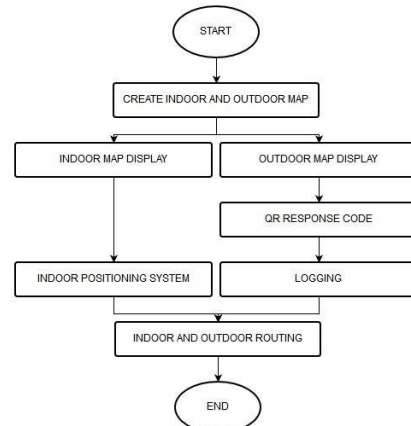 START
CREATE INDOOR AND OUTDOOR MAP
INDOOR MAP DISPLAY
OUTDOOR MAP DISPLAY
QR RESPONSE CODE
INDOOR POSITIONING SYSTEM
LOGGING
INDOOR AND OUTDOOR ROUTING
END